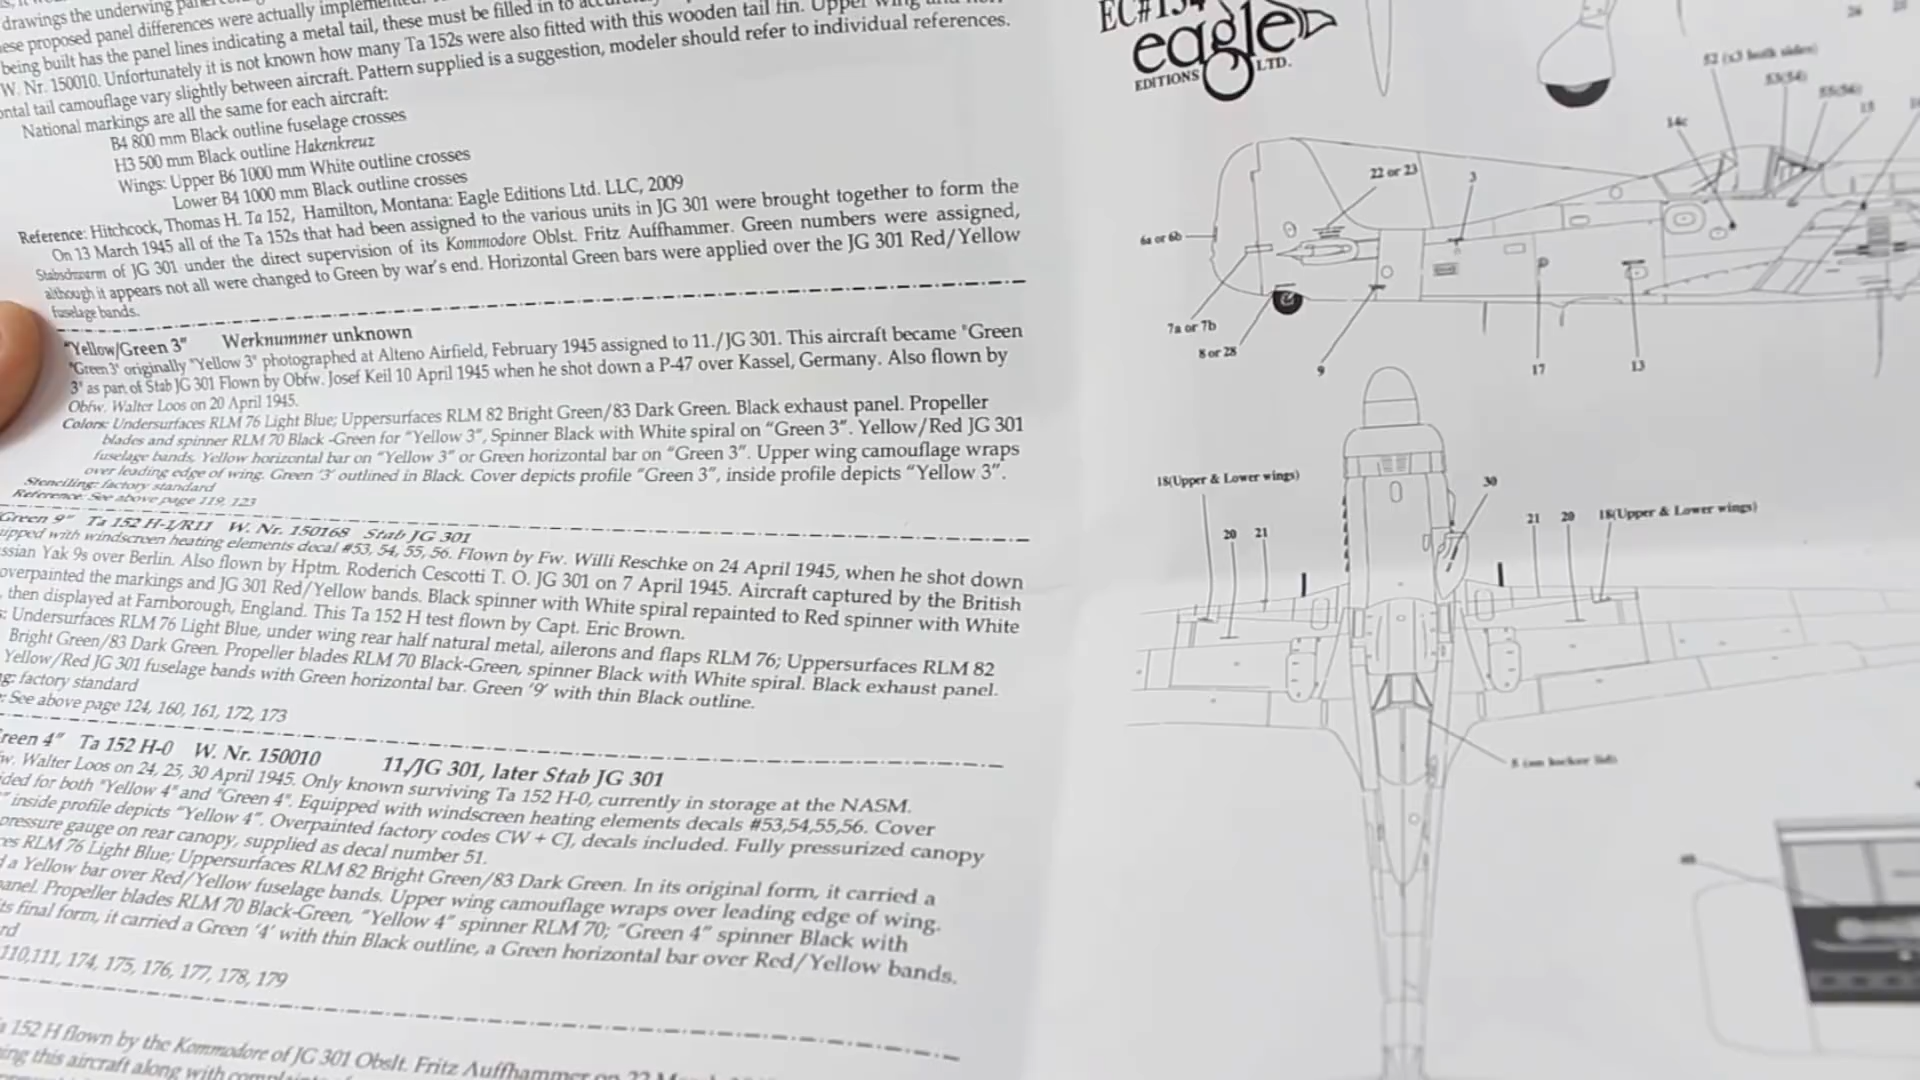 drawings the underwing panel
these proposed panel differences were actually implemented.
being built has the panel lines indicating a metal tail, these must be filled in to
W. Nr. 150010. Unfortunately it is not known how many Ta 152s were also fitted with this wooden tail fin. Upper wing and
ontal tail camouflage vary slightly between aircraft. Pattern supplied is a suggestion, modeler should refer to individual references.
National markings are all the same for each aircraft:
B4 800 mm Black outline fuselage crosses
H3 500 mm Black outline Hakenkreuz
Wings: Upper B6 1000 mm White outline crosses
Lower B4 1000 mm Black outline crosses
Reference: Hitchcock, Thomas H. Ta 152, Hamilton, Montana: Eagle Editions Ltd. LLC, 2009
On 13 March 1945 all of the Ta 152s that had been assigned to the various units in JG 301 were brought together to form the
Stabschwarm of JG 301 under the direct supervision of its Kommodore Oblst. Fritz Auffhammer. Green numbers were assigned,
although it appears not all were changed to Green by war's end. Horizontal Green bars were applied over the JG 301 Red/Yellow
fuselage bands.
"Yellow/Green 3" Werknummer unknown
"Green 3" originally "Yellow 3" photographed at Alteno Airfield, February 1945 assigned to 11./JG 301. This aircraft became "Green
3" as part of Stab JG 301 Flown by Obfw. Josef Keil 10 April 1945 when he shot down a P-47 over Kassel, Germany. Also flown by
Obfw. Walter Loos on 20 April 1945.
Colors: Undersurfaces RLM 76 Light Blue; Uppersurfaces RLM 82 Bright Green/83 Dark Green. Black exhaust panel. Propeller
blades and spinner RLM 70 Black -Green for "Yellow 3", Spinner Black with White spiral on "Green 3". Yellow/Red JG 301
fuselage bands, Yellow horizontal bar on "Yellow 3" or Green horizontal bar on "Green 3". Upper wing camouflage wraps
over leading edge of wing. Green '3' outlined in Black. Cover depicts profile "Green 3", inside profile depicts "Yellow 3".
Stenciling: factory standard
Reference: See above page 119, 123
Green 9" Ta 152 H-1/R11 W. Nr. 150168 Stab JG 301
upped with windscreen heating elements decal #53, 54, 55, 56. Flown by Fw. Willi Reschke on 24 April 1945, when he shot down
ssian Yak 9s over Berlin. Also flown by Hptm. Roderich Cescotti T. O. JG 301 on 7 April 1945. Aircraft captured by the British
overpainted the markings and JG 301 Red/Yellow bands. Black spinner with White spiral repainted to Red spinner with White
, then displayed at Farnborough, England. This Ta 152 H test flown by Capt. Eric Brown.
s: Undersurfaces RLM 76 Light Blue, under wing rear half natural metal, ailerons and flaps RLM 76; Uppersurfaces RLM 82
Bright Green/83 Dark Green. Propeller blades RLM 70 Black-Green, spinner Black with White spiral. Black exhaust panel.
Yellow/Red JG 301 fuselage bands with Green horizontal bar. Green '9' with thin Black outline.
g: factory standard
: See above page 124, 160, 161, 172, 173
reen 4" Ta 152 H-0 W. Nr. 150010 11./JG 301, later Stab JG 301
w. Walter Loos on 24, 25, 30 April 1945. Only known surviving Ta 152 H-0, currently in storage at the NASM.
ided for both "Yellow 4" and "Green 4". Equipped with windscreen heating elements decals #53,54,55,56. Cover
" inside profile depicts "Yellow 4". Overpainted factory codes CW + CJ, decals included. Fully pressurized canopy
pressure gauge on rear canopy, supplied as decal number 51.
es RLM 76 Light Blue; Uppersurfaces RLM 82 Bright Green/83 Dark Green. In its original form, it carried a
d a Yellow bar over Red/Yellow fuselage bands. Upper wing camouflage wraps over leading edge of wing.
panel. Propeller blades RLM 70 Black-Green, "Yellow 4" spinner RLM 70; "Green 4" spinner Black with
ts final form, it carried a Green '4' with thin Black outline, a Green horizontal bar over Red/Yellow bands.
rd
110,111, 174, 175, 176, 177, 178, 179
a 152 H flown by the Kommodore of JG 301 Obslt. Fritz Auffhammer on
ing this aircraft along with
EC#154
eagle
EDITIONS LTD.
52 (x3 both sides)
53(54)
55(56)
15
14c
22 or 23
3
6a or 6b
7a or 7b
8 or 28
9
17
13
18(Upper & Lower wings)
30
20
21
21
20
18(Upper & Lower wings)